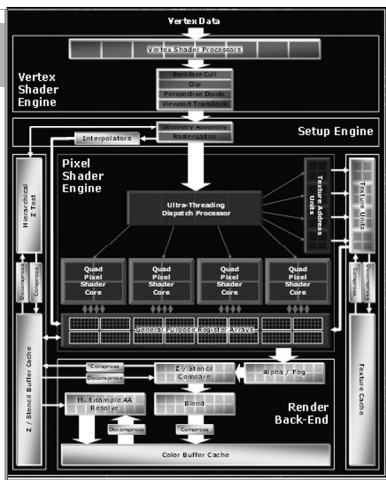 Vertex Data
Vertex Shader Processors
Backface Cull
Clip
Perspective Divide
Viewport Transform
Vertex
Shader
Engine
Geometry Assembly
Rasterization
Setup Engine
Interpolators
Hierarchical
Z Test
Pixel
Shader
Engine
Ultra-Threading
Dispatch Processor
Texture Address
Units
Texture Units
Quad
Pixel
Shader
Core
Quad
Pixel
Shader
Core
Quad
Pixel
Shader
Core
Quad
Pixel
Shader
Core
Decompress
Compress
Decompress
Compress
General Purpose Register Arrays
Z / Stencil Buffer Cache
Texture Cache
Compress
Decompress
Z / Stencil
Compare
Alpha / Fog
Multisample AA
Resolve
Blend
Render
Back-End
Decompress
Compress
Color Buffer Cache